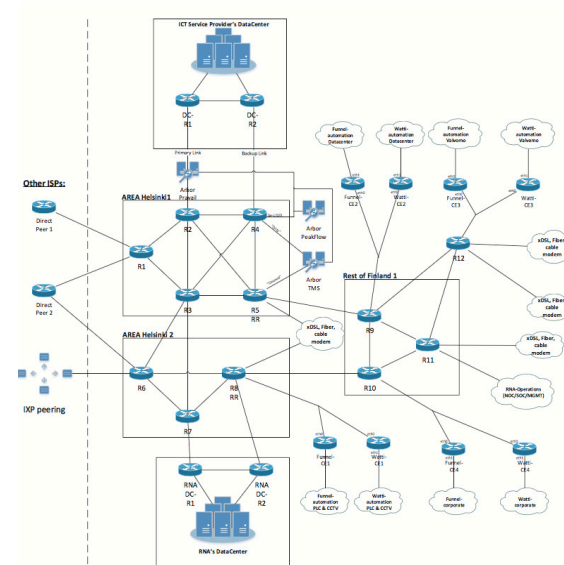 ICT Service Provider's DataCenter
DC-
R1
DC-
R2
Primary Link
Backup Link
Arbor
Pravail
Other ISPs:
Direct
Peer 1
Direct
Peer 2
IXP peering
AREA Helsinki1
R2
R4
R1
R3
R5
RR
Arbor
PeakFlow
Arbor
TMS
xDSL, Fiber,
cable
modem
AREA Helsinki 2
R6
R8
RR
R7
RNA
DC-
R1
RNA
DC-
R2
RNA's DataCenter
Funnel-
automation
Datacenter
Watti-
automation
Datacenter
Funnel-
automation
Valvomo
Watti-
automation
Valvomo
Funnel-
CE2
Watti-
CE2
Funnel-
CE3
Watti-
CE3
R12
xDSL, Fiber,
cable
modem
xDSL, Fiber,
cable
modem
xDSL, Fiber,
cable
modem
Rest of Finland 1
R9
R11
R10
RNA-Operations
(NOC/SOC/MGMT)
Funnel-
CE1
Watti-
CE1
Funnel-
CE4
Watti-
CE4
Funnel-
automation
PLC & CCTV
Watti-
automation
PLC & CCTV
Funnel-
corporate
Watti-
corporate